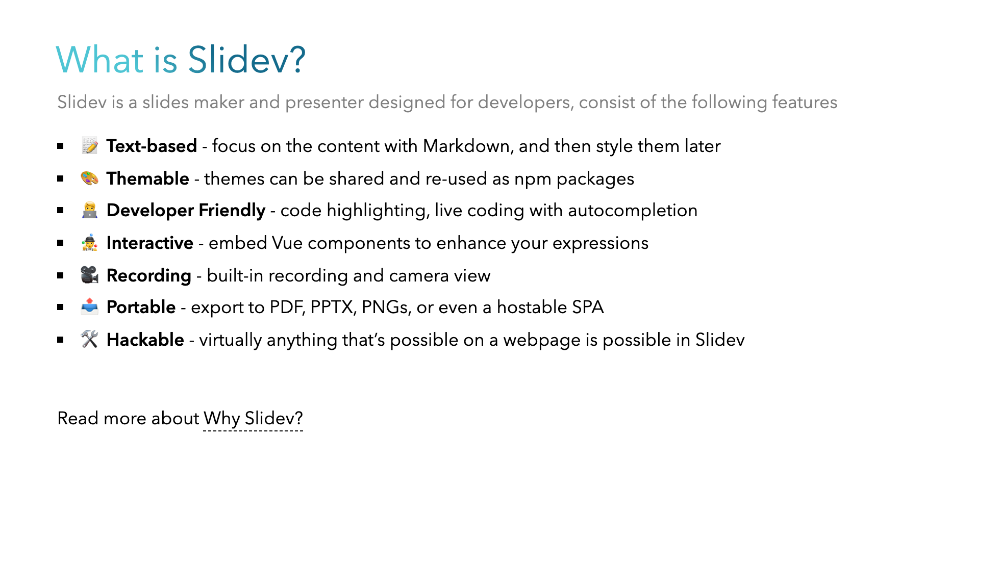 What is Slidev?
Slidev is a slides maker and presenter designed for developers, consist of the following features
📝 Text-based - focus on the content with Markdown, and then style them later
🎨 Themable - themes can be shared and re-used as npm packages
🧑‍💻 Developer Friendly - code highlighting, live coding with autocompletion
🤹 Interactive - embed Vue components to enhance your expressions
🎥 Recording - built-in recording and camera view
📤 Portable - export to PDF, PPTX, PNGs, or even a hostable SPA
🛠 Hackable - virtually anything that’s possible on a webpage is possible in Slidev
Read more about Why Slidev?